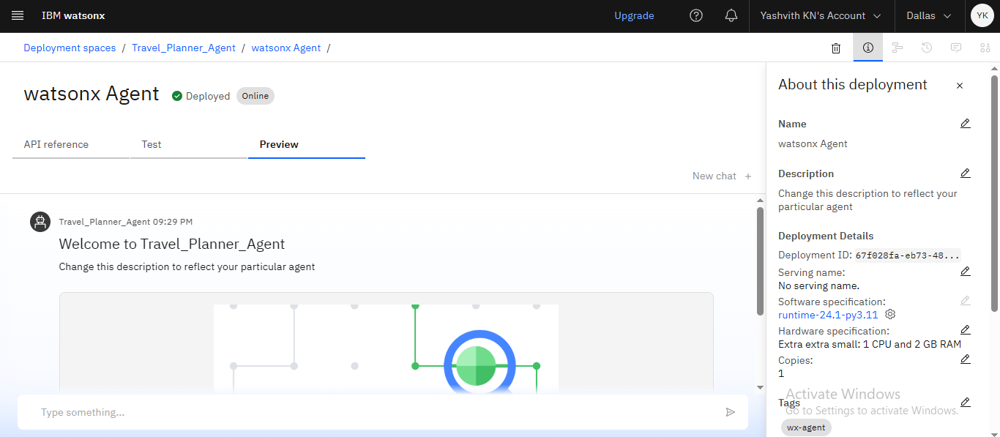 IBM watsonx
Upgrade
Yashvith KN's Account
Dallas
YK
Deployment spaces / Travel_Planner_Agent / watsonx Agent /
watsonx Agent
Deployed
Online
API reference
Test
Preview
New chat +
Travel_Planner_Agent 09:29 PM
Welcome to Travel_Planner_Agent
Change this description to reflect your particular agent
Type something...
About this deployment
Name
watsonx Agent
Description
Change this description to reflect your
particular agent
Deployment Details
Deployment ID: 67f028fa-eb73-48...
Serving name:
No serving name.
Software specification:
runtime-24.1-py3.11
Hardware specification:
Extra extra small: 1 CPU and 2 GB RAM
Copies:
1
Activate Windows
Tags
Go to Settings to activate Windows.
wx-agent